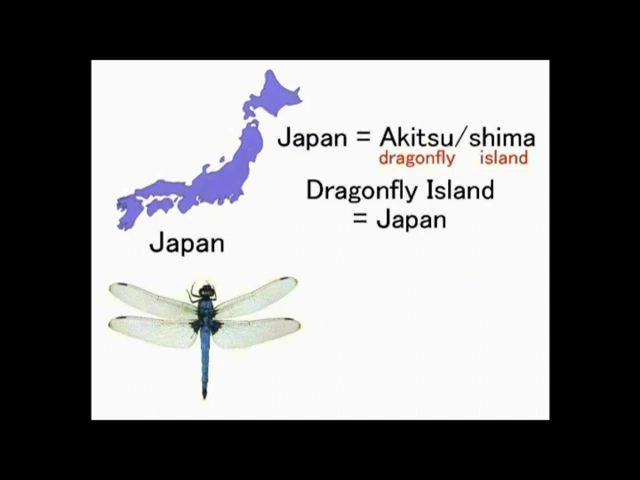 Japan = Akitsu/shima
dragonfly island
Dragonfly Island
= Japan
Japan